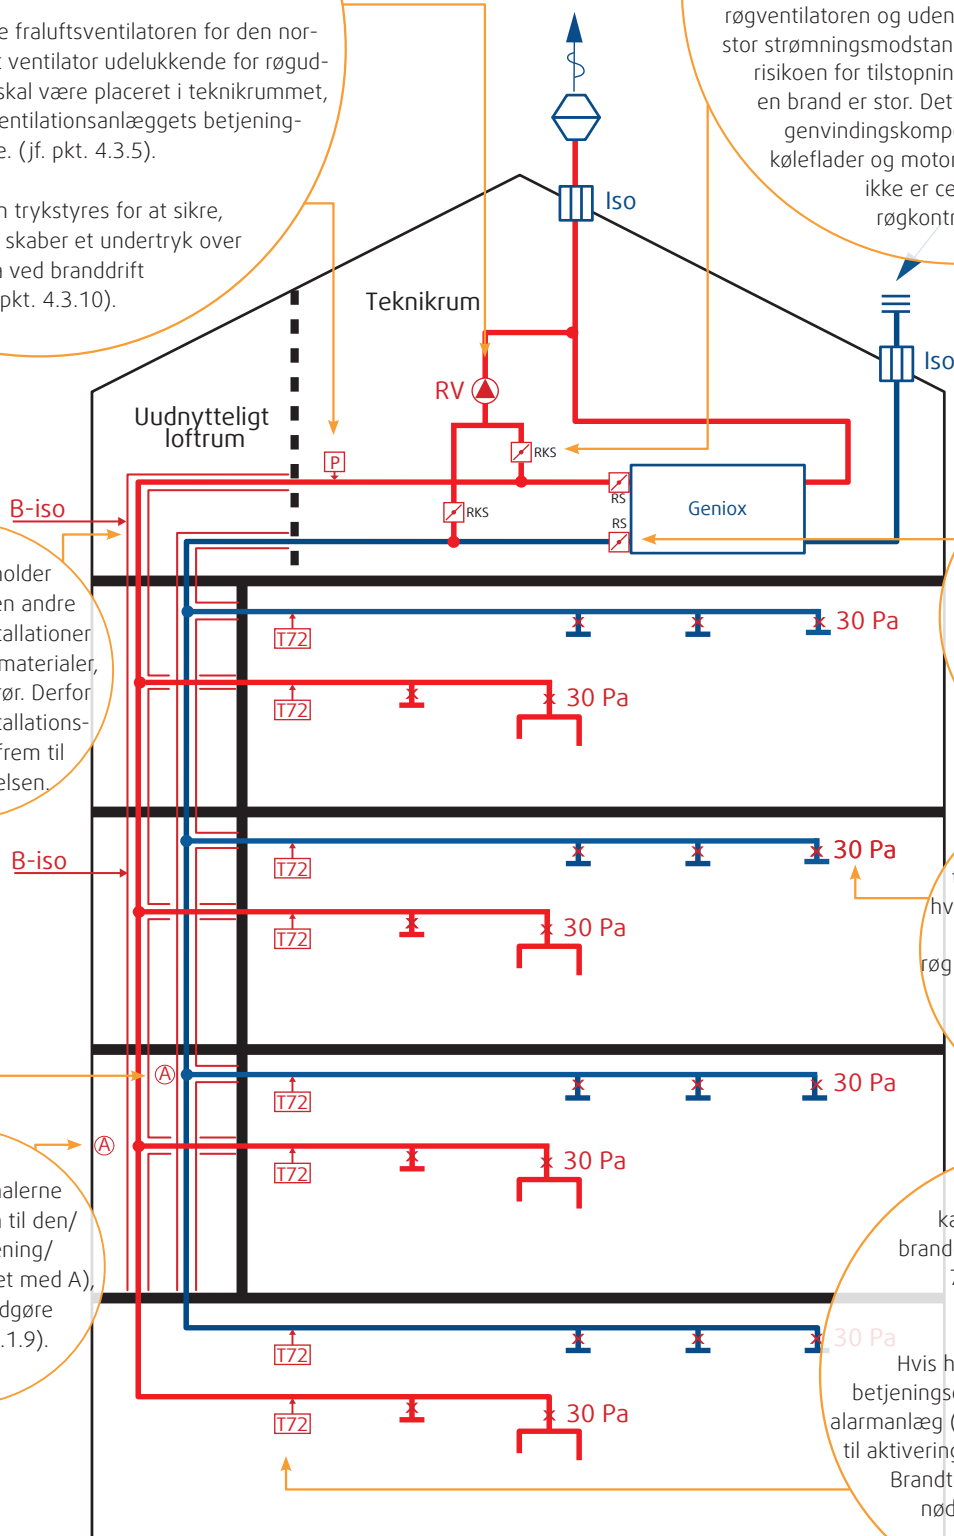 e fraluftsventilatoren for den nor-
t ventilator udelukkende for røgud-
skal være placeret i teknikrummet,
entilationsanlæggets betjening-
e. (jf. pkt. 4.3.5).
n trykstyres for at sikre,
skaber et undertryk over
ved branddrift
pkt. 4.3.10).
røgventilatoren og uden
stor strømningsmodstan
risikoen for tilstopnin
en brand er stor. Det
genvindingskomp
køleflader og motor
ikke er ce
røgkont
Iso
Teknikrum
Iso
RV
Uudnytteligt
loftrum
P
RKS
RKS
RS
RS
Geniox
B-iso
holder
en andre
tallationer
materialer,
ør. Derfor
tallations-
frem til
elsen.
T72
30 Pa
T72
30 Pa
B-iso
T72
30 Pa
hv
T72
30 Pa
røg
A
T72
30 Pa
A
T72
30 Pa
nalerne
til den/
ening/
et med A),
dgøre
.1.9).
ka
brand
T72
30 Pa
Hvis h
betjenings
alarmanlæg (
til aktivering
Brandt
nød
T72
30 Pa